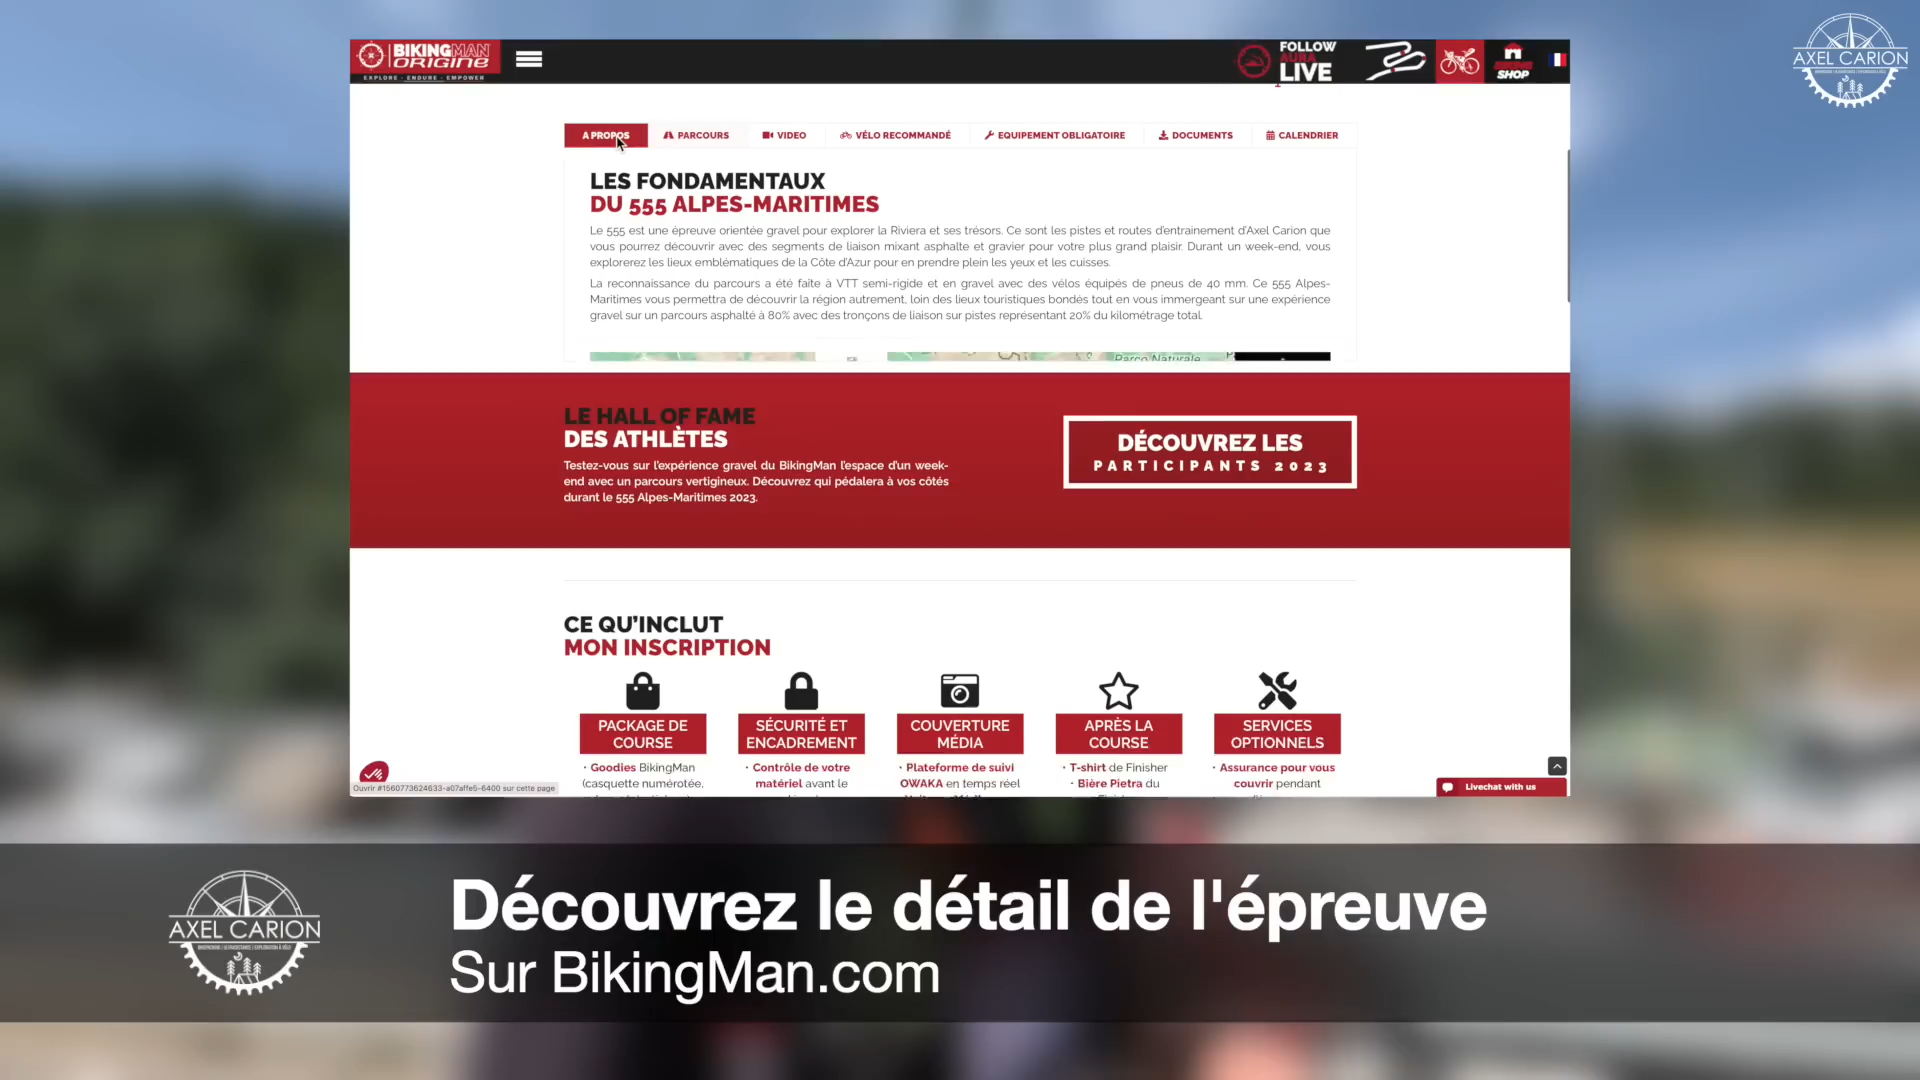 BIKINGMAN
ORIGINE
EXPLORE - ENDURE - EMPOWER
FOLLOW
AURA
LIVE
SHOP
AXEL CARION
A PROPOS
PARCOURS
VIDEO
VÉLO RECOMMANDÉ
EQUIPEMENT OBLIGATOIRE
DOCUMENTS
CALENDRIER
LES FONDAMENTAUX
DU 555 ALPES-MARITIMES
Le 555 est une épreuve orientée gravel pour explorer la Riviera et ses trésors. Ce sont les pistes et routes d'entrainement d'Axel Carion que
vous pourrez découvrir avec des segments de liaison mixant asphalte et gravier pour votre plus grand plaisir. Durant un week-end, vous
explorerez les lieux emblématiques de la Côte d'Azur pour en prendre plein les yeux et les cuisses.
La reconnaissance du parcours a été faîte à VTT semi-rigide et en gravel avec des vélos équipés de pneus de 40 mm. Ce 555 Alpes-
Maritimes vous permettra de découvrir la région autrement, loin des lieux touristiques bondés tout en vous immergeant sur une expérience
gravel sur un parcours asphalté à 80% avec des tronçons de liaison sur pistes représentant 20% du kilométrage total.
Parco Naturale
LE HALL OF FAME
DES ATHLÈTES
Testez-vous sur l'expérience gravel du BikingMan l'espace d'un week-
end avec un parcours vertigineux. Découvrez qui pédalera à vos côtés
durant le 555 Alpes-Maritimes 2023.
DÉCOUVREZ LES
PARTICIPANTS 2023
CE QU'INCLUT
MON INSCRIPTION
PACKAGE DE
COURSE
• Goodies BikingMan
(casquette numérotée,
SÉCURITÉ ET
ENCADREMENT
• Contrôle de votre
matériel avant le
COUVERTURE
MÉDIA
• Plateforme de suivi
OWAKA en temps réel
APRÈS LA
COURSE
• T-shirt de Finisher
• Bière Pietra du
SERVICES
OPTIONNELS
• Assurance pour vous
couvrir pendant
Ouvrir #1560773624633-a07affe5-6400 sur cette page
Livechat with us
AXEL CARION
Découvrez le détail de l'épreuve
Sur BikingMan.com